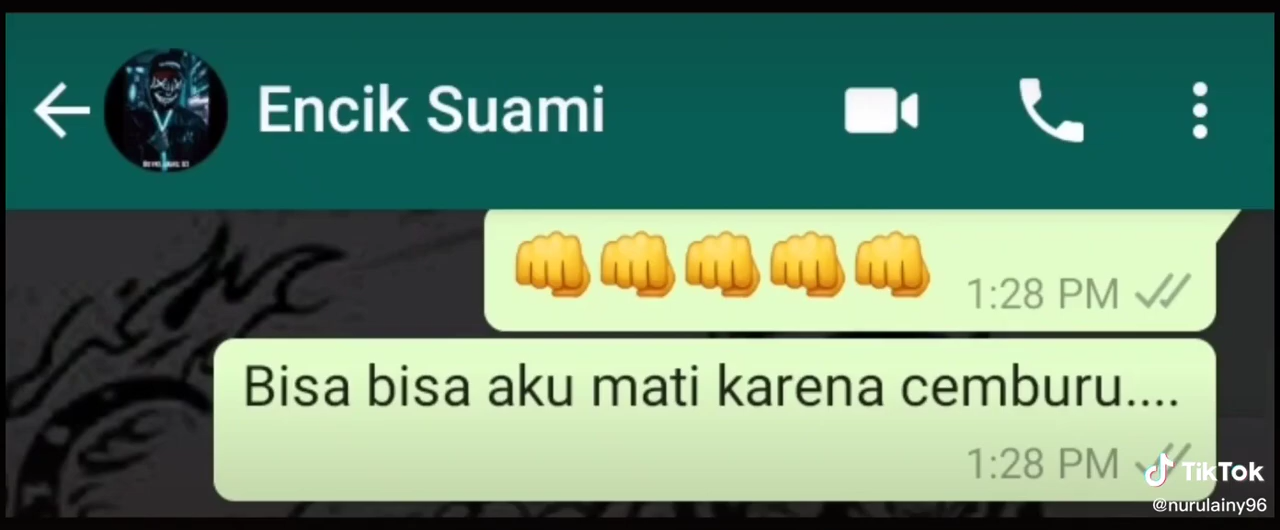 Encik Suami
👊👊👊👊👊 1:28 PM
Bisa bisa aku mati karena cemburu....
1:28 PM
TikTok
@nurulainy96